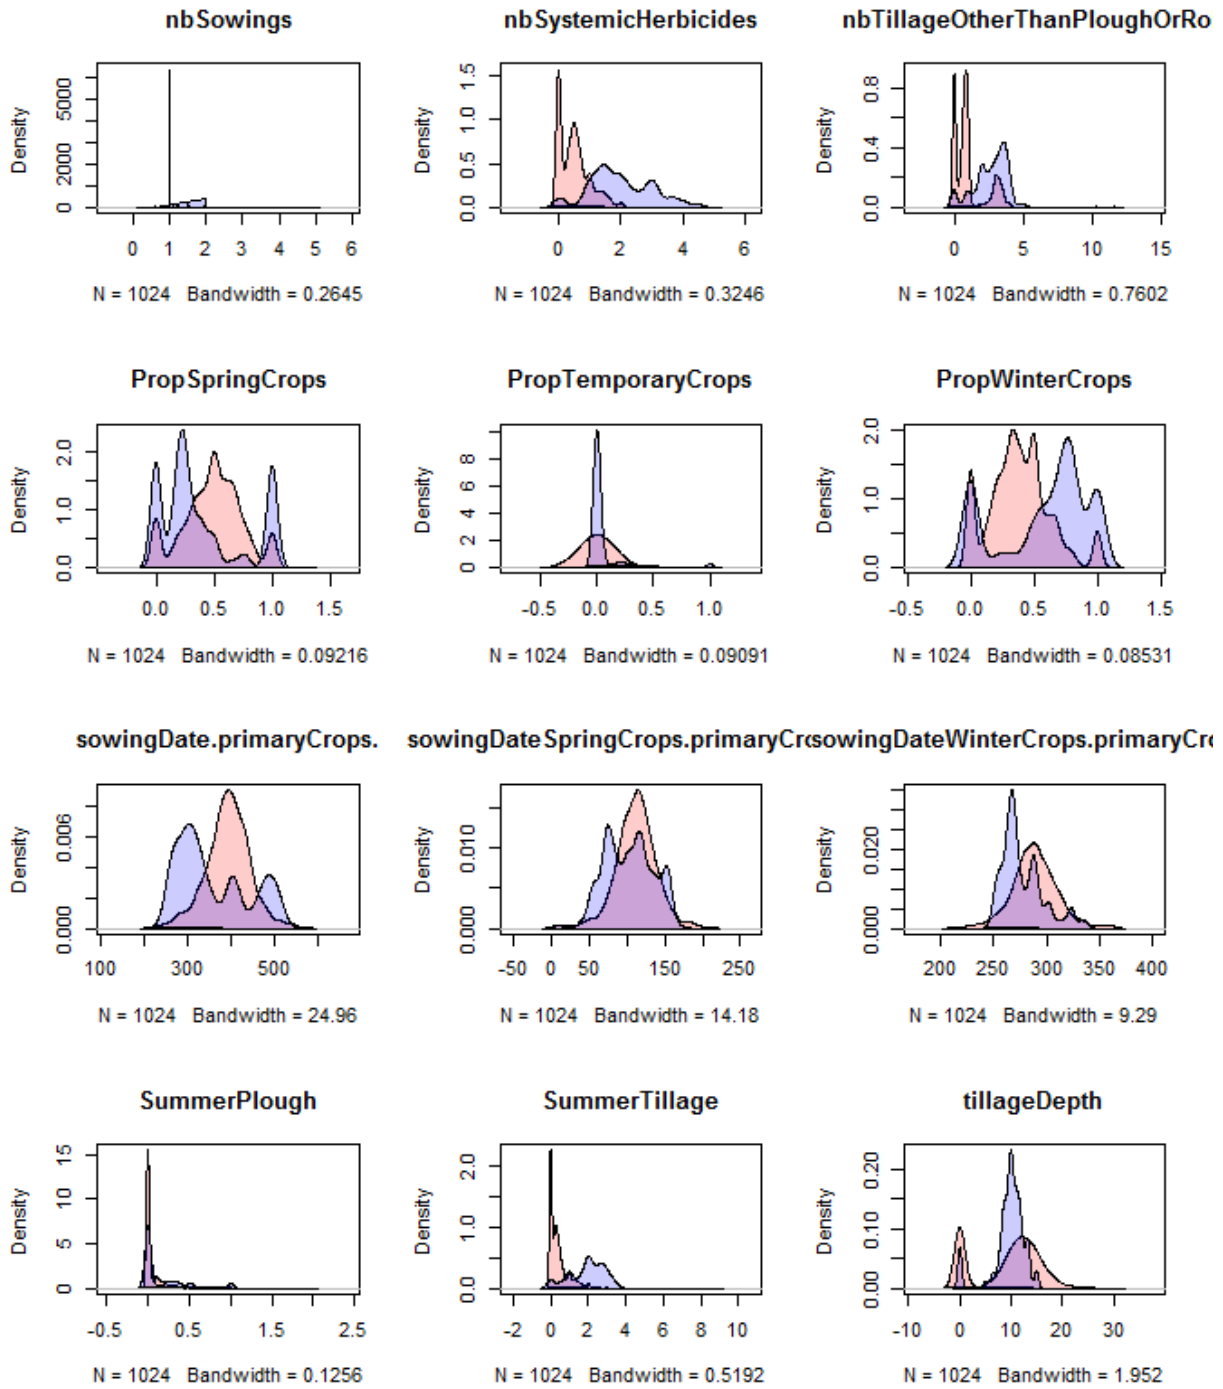 nbSowings
Density
0 2000 5000
0 1 2 3 4 5 6
N = 1024 Bandwidth = 0.2645
nbSystemicHerbicides
Density
0.0 0.5 1.0 1.5
0 2 4 6
N = 1024 Bandwidth = 0.3246
nbTillageOtherThanPloughOrRo
Density
0.0 0.4 0.8
0 5 10 15
N = 1024 Bandwidth = 0.7602
PropSpringCrops
Density
0.0 1.0 2.0
0.0 0.5 1.0 1.5
N = 1024 Bandwidth = 0.09216
PropTemporaryCrops
Density
0 2 4 6 8
-0.5 0.0 0.5 1.0
N = 1024 Bandwidth = 0.09091
PropWinterCrops
Density
0.0 1.0 2.0
-0.5 0.0 0.5 1.0 1.5
N = 1024 Bandwidth = 0.08531
sowingDate.primaryCrops.
Density
0.000 0.006
100 300 500
N = 1024 Bandwidth = 24.96
sowingDateSpringCrops.primaryCro
Density
0.000 0.010
-50 0 50 150 250
N = 1024 Bandwidth = 14.18
sowingDateWinterCrops.primaryCro
Density
0.000 0.020
200 250 300 350 400
N = 1024 Bandwidth = 9.29
SummerPlough
Density
0 5 10 15
-0.5 0.5 1.5 2.5
N = 1024 Bandwidth = 0.1256
SummerTillage
Density
0.0 1.0 2.0
-2 0 2 4 6 8 10
N = 1024 Bandwidth = 0.5192
tillageDepth
Density
0.00 0.10 0.20
-10 0 10 20 30
N = 1024 Bandwidth = 1.952